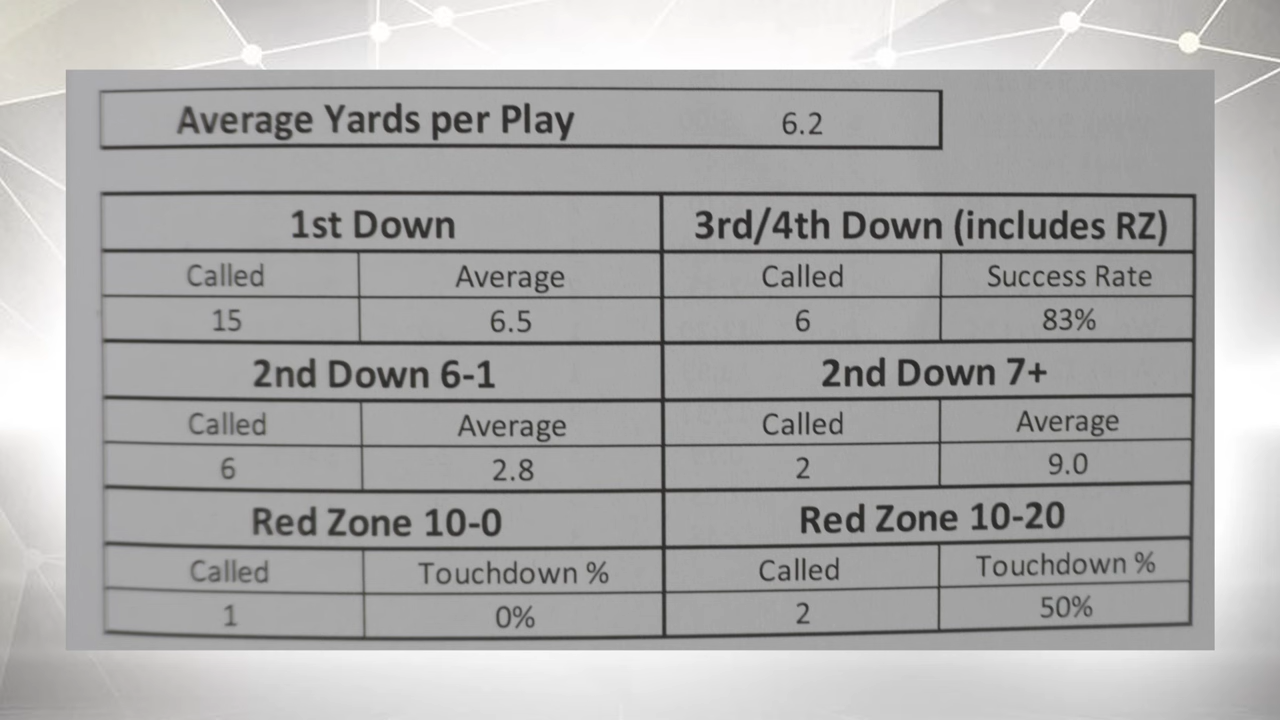 Average Yards per Play 6.2
1st Down 3rd/4th Down (includes RZ)
Called Average Called Success Rate
15 6.5 6 83%
2nd Down 6-1 2nd Down 7+
Called Average Called Average
6 2.8 2 9.0
Red Zone 10-0 Red Zone 10-20
Called Touchdown % Called Touchdown %
1 0% 2 50%